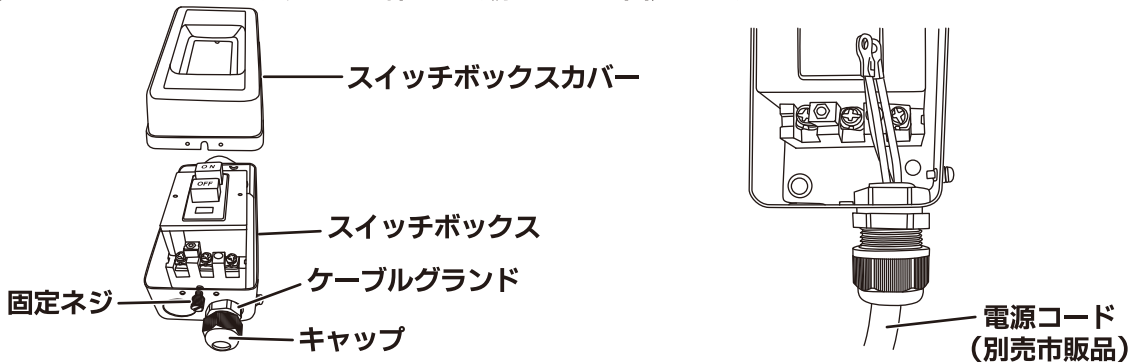 スイッチボックスカバー
ON
OFF
スイッチボックス
ケーブルグランド
固定ネジ
キャップ
電源コード
（別売市販品）